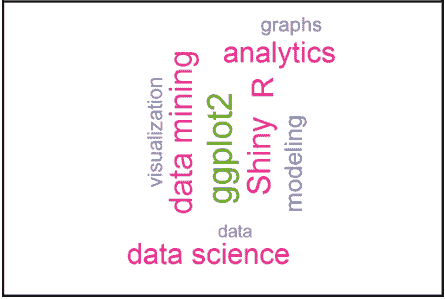 graphs
analytics
visualization
data mining
ggplot2
Shiny
R
modeling
data
data science